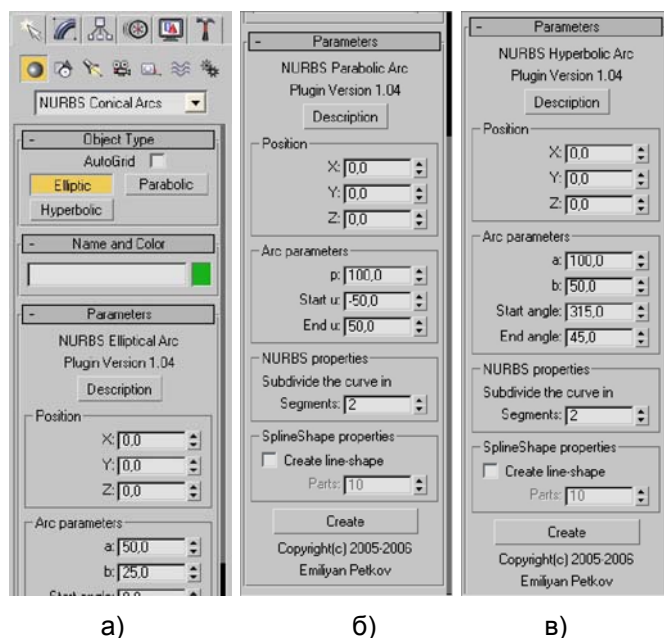 NURBS Conical Arcs
- Object Type
AutoGrid
Elliptic Parabolic
Hyperbolic
- Name and Color
- Parameters
NURBS Elliptical Arc
Plugin Version 1.04
Description
Position
X: 0,0
Y: 0,0
Z: 0,0
Arc parameters
a: 50,0
b: 25,0
Start angle: 0,0
а)
- Parameters
NURBS Parabolic Arc
Plugin Version 1.04
Description
Position
X: 0,0
Y: 0,0
Z: 0,0
Arc parameters
p: 100,0
Start u: -50,0
End u: 50,0
NURBS properties
Subdivide the curve in
Segments: 2
SplineShape properties
Create line-shape
Parts: 10
Create
Copyright(c) 2005-2006
Emiliyan Petkov
б)
- Parameters
NURBS Hyperbolic Arc
Plugin Version 1.04
Description
Position
X: 0,0
Y: 0,0
Z: 0,0
Arc parameters
a: 100,0
b: 50,0
Start angle: 315,0
End angle: 45,0
NURBS properties
Subdivide the curve in
Segments: 2
SplineShape properties
Create line-shape
Parts: 10
Create
Copyright(c) 2005-2006
Emiliyan Petkov
в)